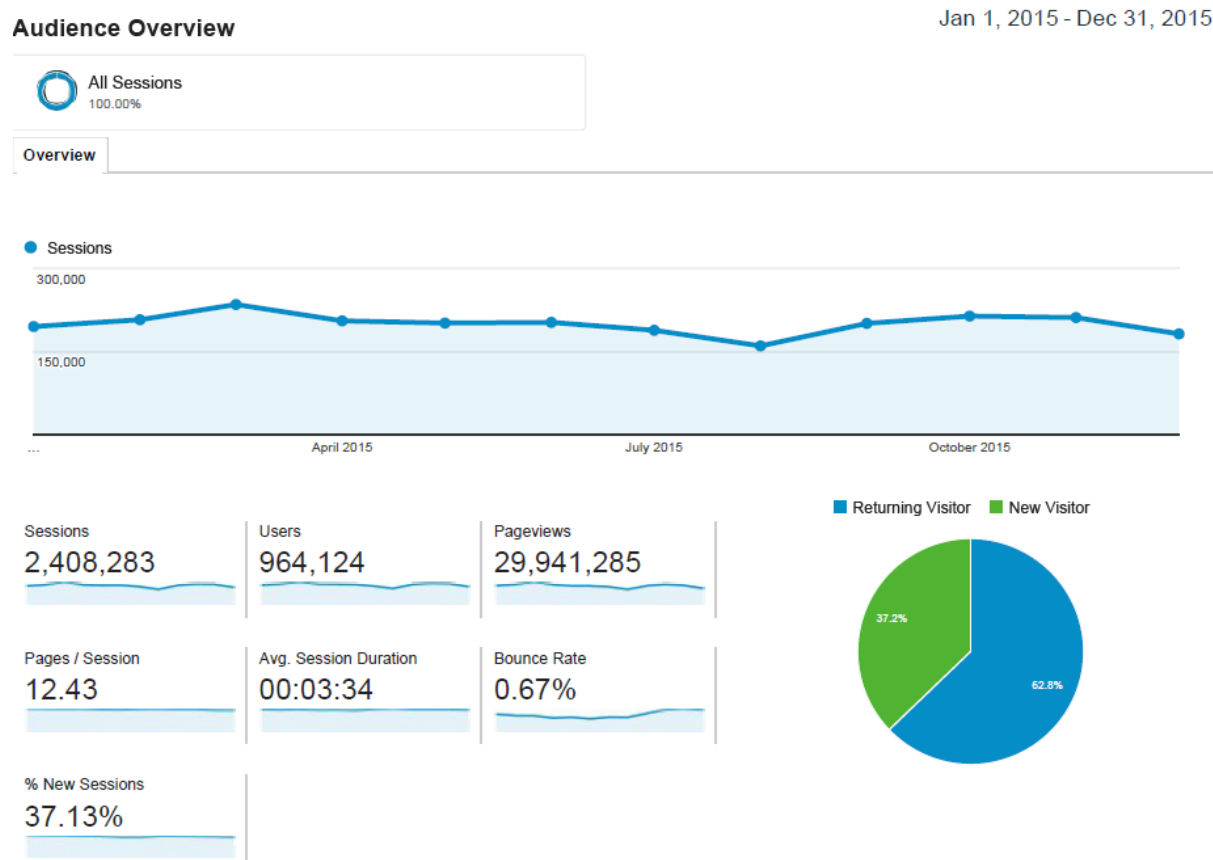 Audience Overview
Jan 1, 2015 - Dec 31, 2015
All Sessions
100.00%
Overview
Sessions
300,000
150,000
...
April 2015
July 2015
October 2015
Returning Visitor
New Visitor
Sessions
2,408,283
Users
964,124
Pageviews
29,941,285
37.2%
62.8%
Pages / Session
12.43
Avg. Session Duration
00:03:34
Bounce Rate
0.67%
% New Sessions
37.13%